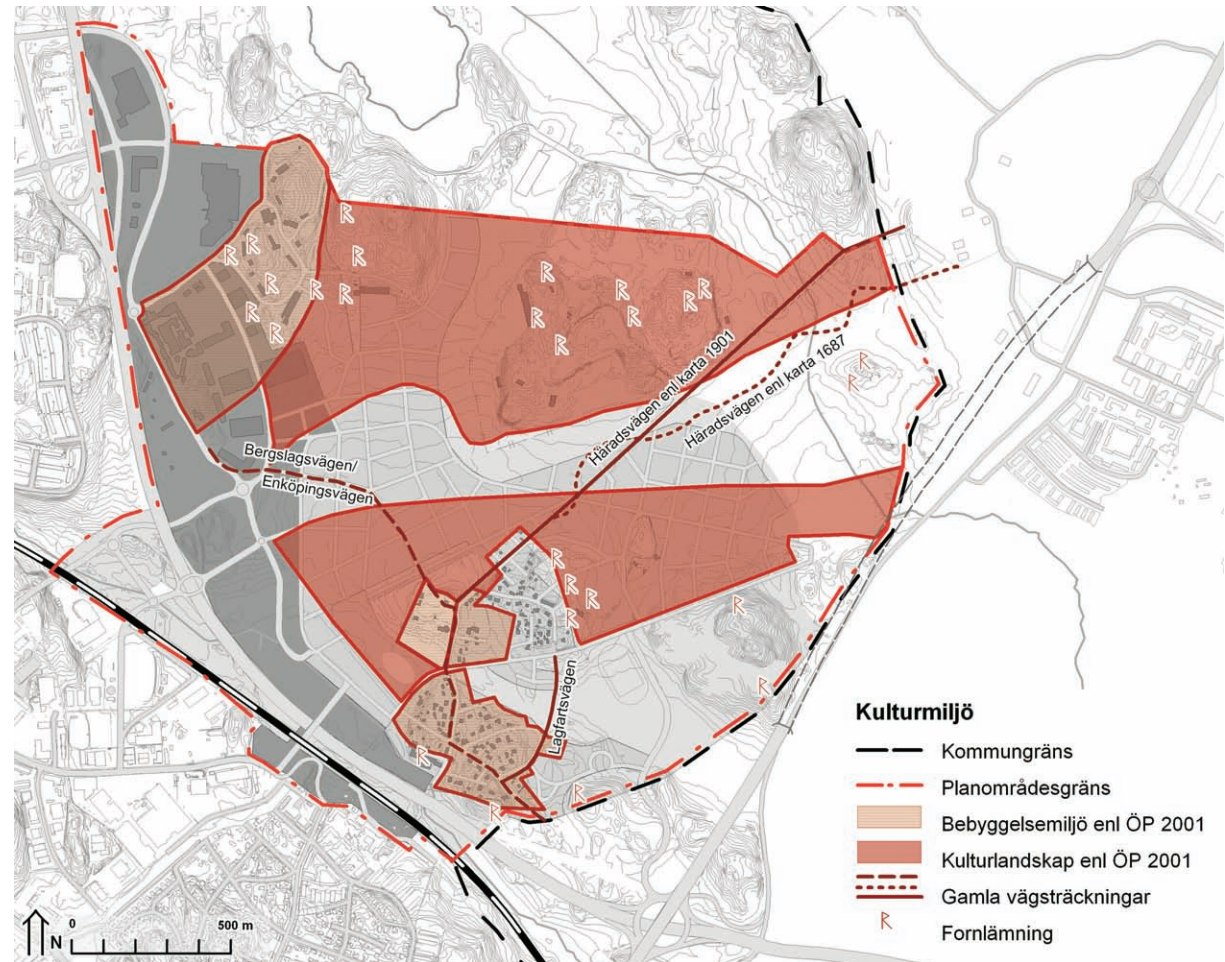 Häradsvägen enl karta 1901
Häradsvägen enl karta 1687
Bergslagsvägen/
Enköpingsvägen
Lagfartsvägen
Kulturmiljö
Kommungräns
Planområdesgräns
Bebyggelsemiljö enl ÖP 2001
Kulturlandskap enl ÖP 2001
Gamla vägsträckningar
R Fornlämning
N
0 500 m